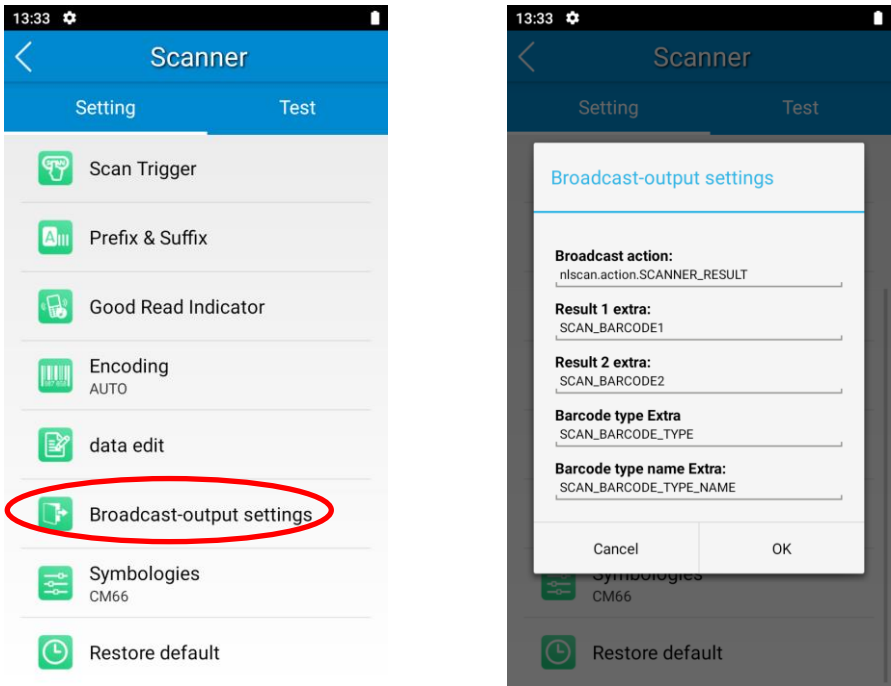 13:33
Scanner
Setting Test
Scan Trigger
Prefix & Suffix
Good Read Indicator
Encoding
AUTO
data edit
Broadcast-output settings
Symbologies
CM66
Restore default
13:33
Scanner
Setting Test
Broadcast-output settings
Broadcast action:
nlscan.action.SCANNER_RESULT
Result 1 extra:
SCAN_BARCODE1
Result 2 extra:
SCAN_BARCODE2
Barcode type Extra
SCAN_BARCODE_TYPE
Barcode type name Extra:
SCAN_BARCODE_TYPE_NAME
Cancel OK
Symbologies
CM66
Restore default